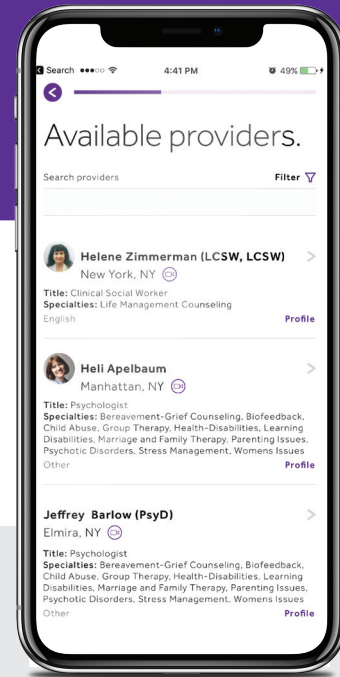 Search
4:41 PM
49%
Available providers.
Search providers
Filter
Helene Zimmerman (LCSW, LCSW)
New York, NY
Title: Clinical Social Worker
Specialties: Life Management Counseling
English
Profile
Heli Apelbaum
Manhattan, NY
Title: Psychologist
Specialties: Bereavement-Grief Counseling, Biofeedback,
Child Abuse, Group Therapy, Health-Disabilities, Learning
Disabilities, Marriage and Family Therapy, Parenting Issues,
Psychotic Disorders, Stress Management, Womens Issues
Other
Profile
Jeffrey Barlow (PsyD)
Elmira, NY
Title: Psychologist
Specialties: Bereavement-Grief Counseling, Biofeedback,
Child Abuse, Group Therapy, Health-Disabilities, Learning
Disabilities, Marriage and Family Therapy, Parenting Issues,
Psychotic Disorders, Stress Management, Womens Issues
Other
Profile